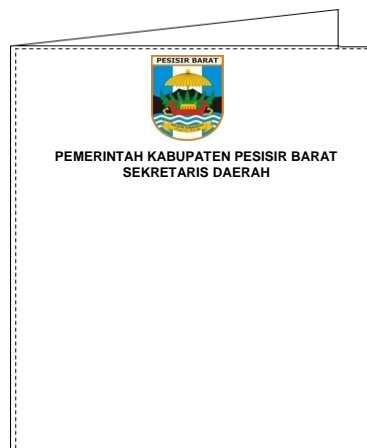 PESISIR BARAT
PEMERINTAH KABUPATEN PESISIR BARAT
SEKRETARIS DAERAH